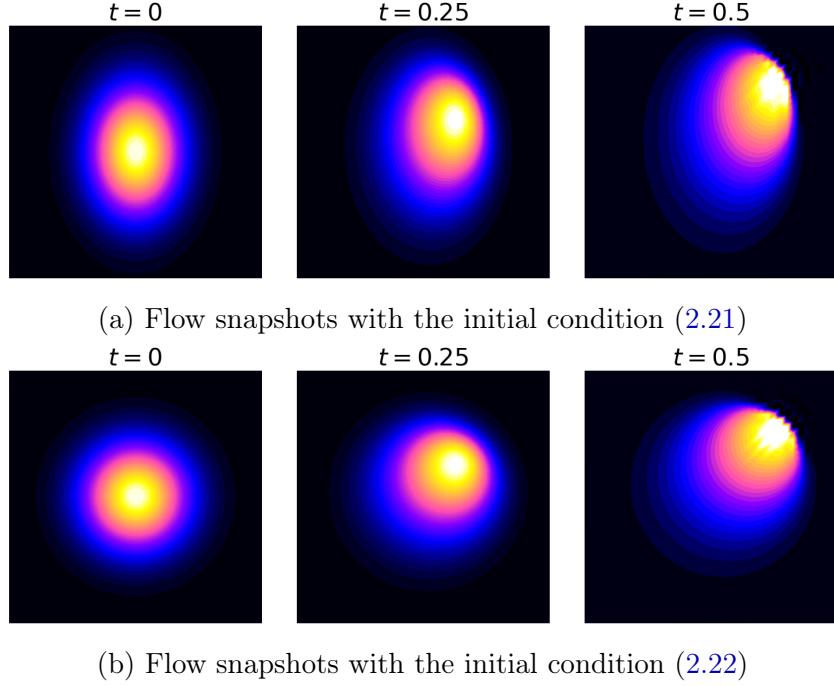 t = 0 t = 0.25 t = 0.5
(a) Flow snapshots with the initial condition (2.21)
t = 0 t = 0.25 t = 0.5
(b) Flow snapshots with the initial condition (2.22)